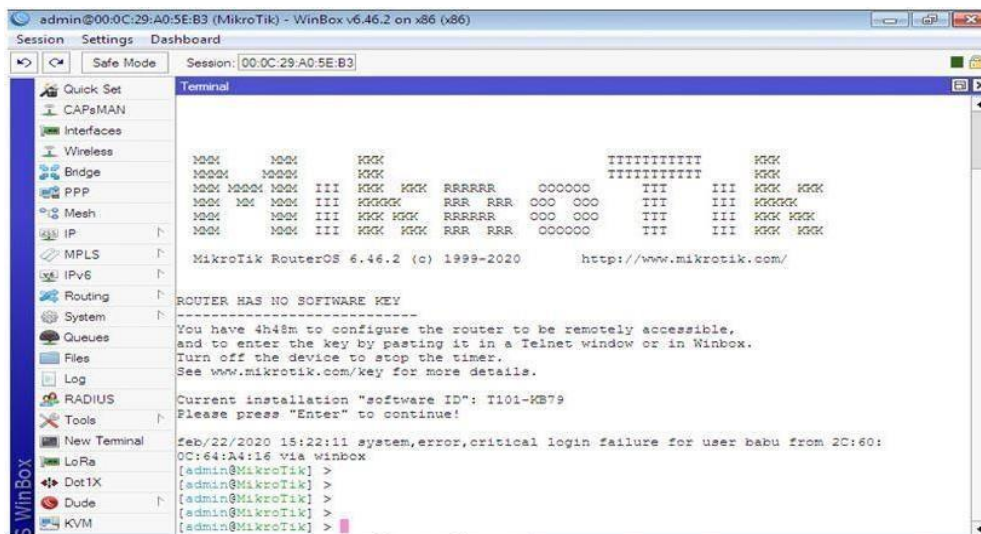 admin@00:0C:29:A0:5E:B3 (MikroTik) - WinBox v6.46.2 on x86 (x86)
Session Settings Dashboard
Safe Mode Session: 00:0C:29:A0:5E:B3
Quick Set
CAPsMAN
Interfaces
Wireless
Bridge
PPP
Mesh
IP
MPLS
IPv6
Routing
System
Queues
Files
Log
RADIUS
Tools
New Terminal
LoRa
Dot1X
Dude
KVM
S WinBox
Terminal
MMM MMM KKK TTTTTTTTTTT KKK
MMMM MMMM KKK TTTTTTTTTTT KKK
MMM MMMM MMM III KKK KKK RRRRRR OOOOOO TTT III KKK KKK
MMM MM MMM III KKKKK RRR RRR OOO OOO TTT III KKKKK
MMM MMM III KKK KKK RRRRRR OOO OOO TTT III KKK KKK
MMM MMM III KKK KKK RRR RRR OOOOOO TTT III KKK KKK
MikroTik RouterOS 6.46.2 (c) 1999-2020 http://www.mikrotik.com/
ROUTER HAS NO SOFTWARE KEY
----------------------------
You have 4h48m to configure the router to be remotely accessible,
and to enter the key by pasting it in a Telnet window or in Winbox.
Turn off the device to stop the timer.
See www.mikrotik.com/key for more details.
Current installation "software ID": T101-KB79
Please press "Enter" to continue!
feb/22/2020 15:22:11 system,error,critical login failure for user babu from 2C:60:
0C:64:A4:16 via winbox
[admin@MikroTik] >
[admin@MikroTik] >
[admin@MikroTik] >
[admin@MikroTik] >
[admin@MikroTik] >